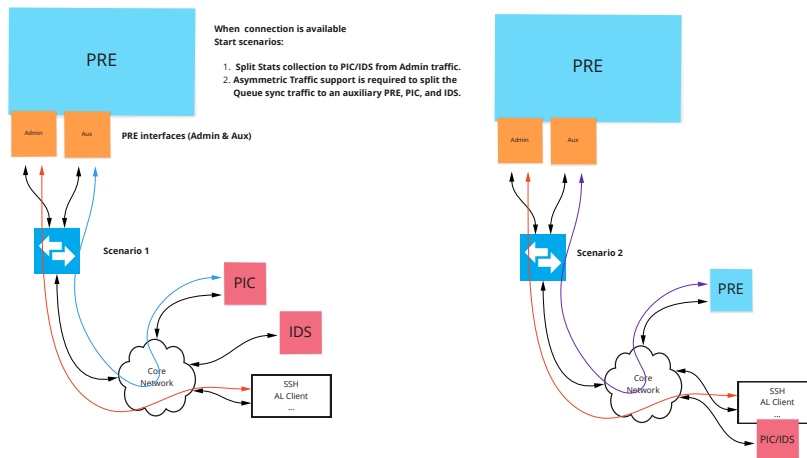 When connection is available
Start scenarios:
1. Split Stats collection to PIC/IDS from Admin traffic.
2. Asymmetric Traffic support is required to split the
Queue sync traffic to an auxiliary PRE, PIC, and IDS.
PRE
Admin
Aux
PRE interfaces (Admin & Aux)
Scenario 1
PIC
IDS
Core
Network
SSH
AL Client
...
PRE
Admin
Aux
Scenario 2
PRE
Core
Network
SSH
AL Client
...
PIC/IDS